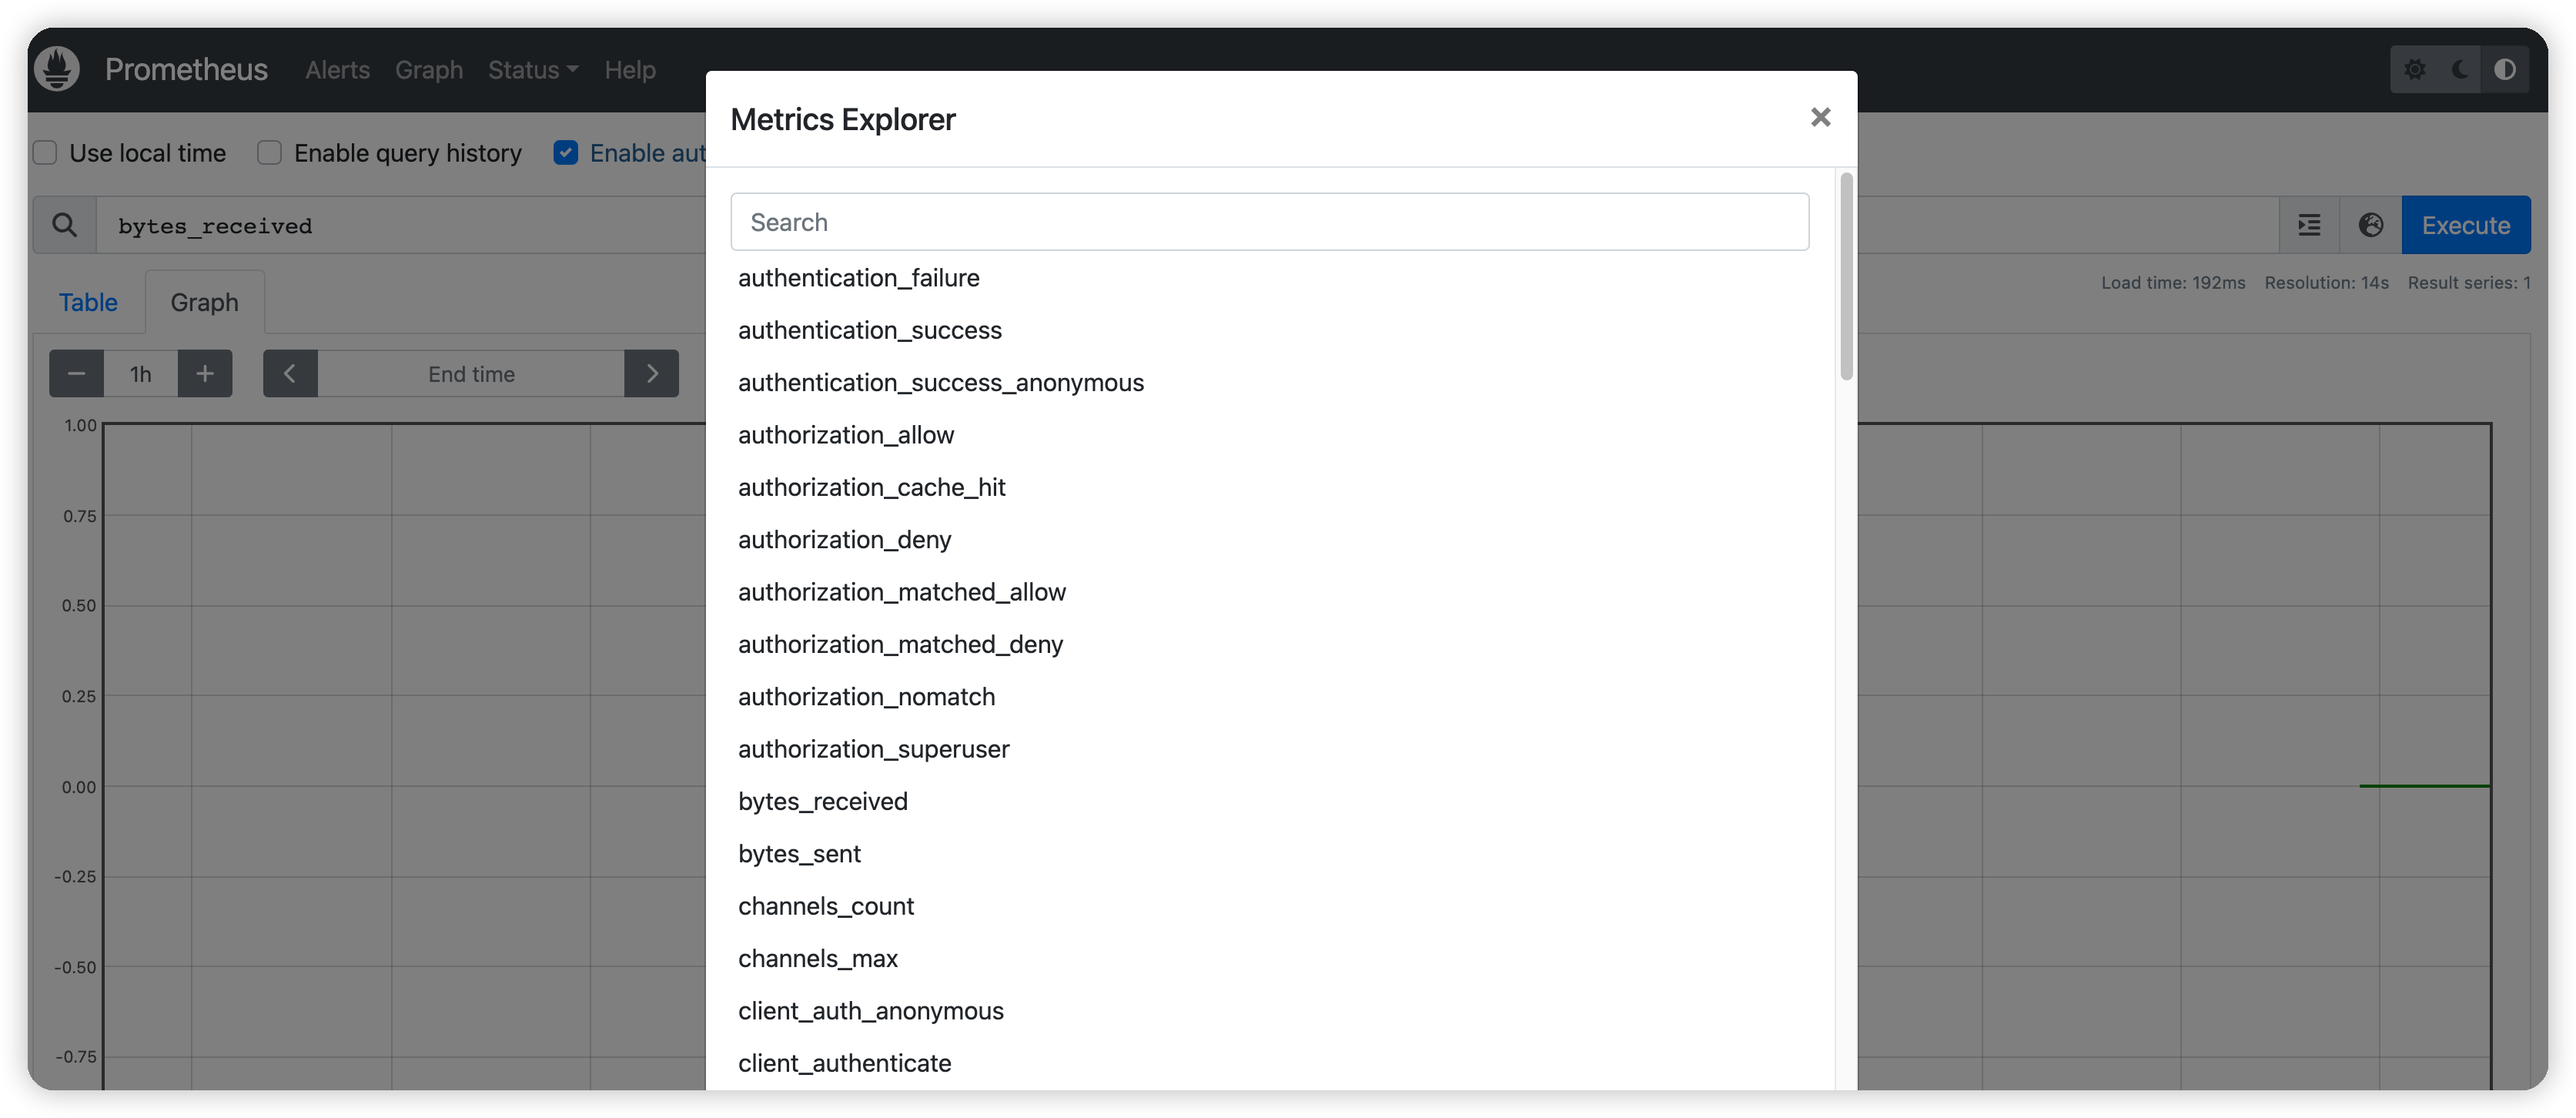 Prometheus Alerts Graph Status Help
Metrics Explorer
Use local time Enable query history Enable aut
Search
bytes_received
Execute
Load time: 192ms Resolution: 14s Result series: 1
Table Graph
1h End time
authentication_failure
authentication_success
authentication_success_anonymous
authorization_allow
authorization_cache_hit
authorization_deny
authorization_matched_allow
authorization_matched_deny
authorization_nomatch
authorization_superuser
bytes_received
bytes_sent
channels_count
channels_max
client_auth_anonymous
client_authenticate
1.00
0.75
0.50
0.25
0.00
-0.25
-0.50
-0.75